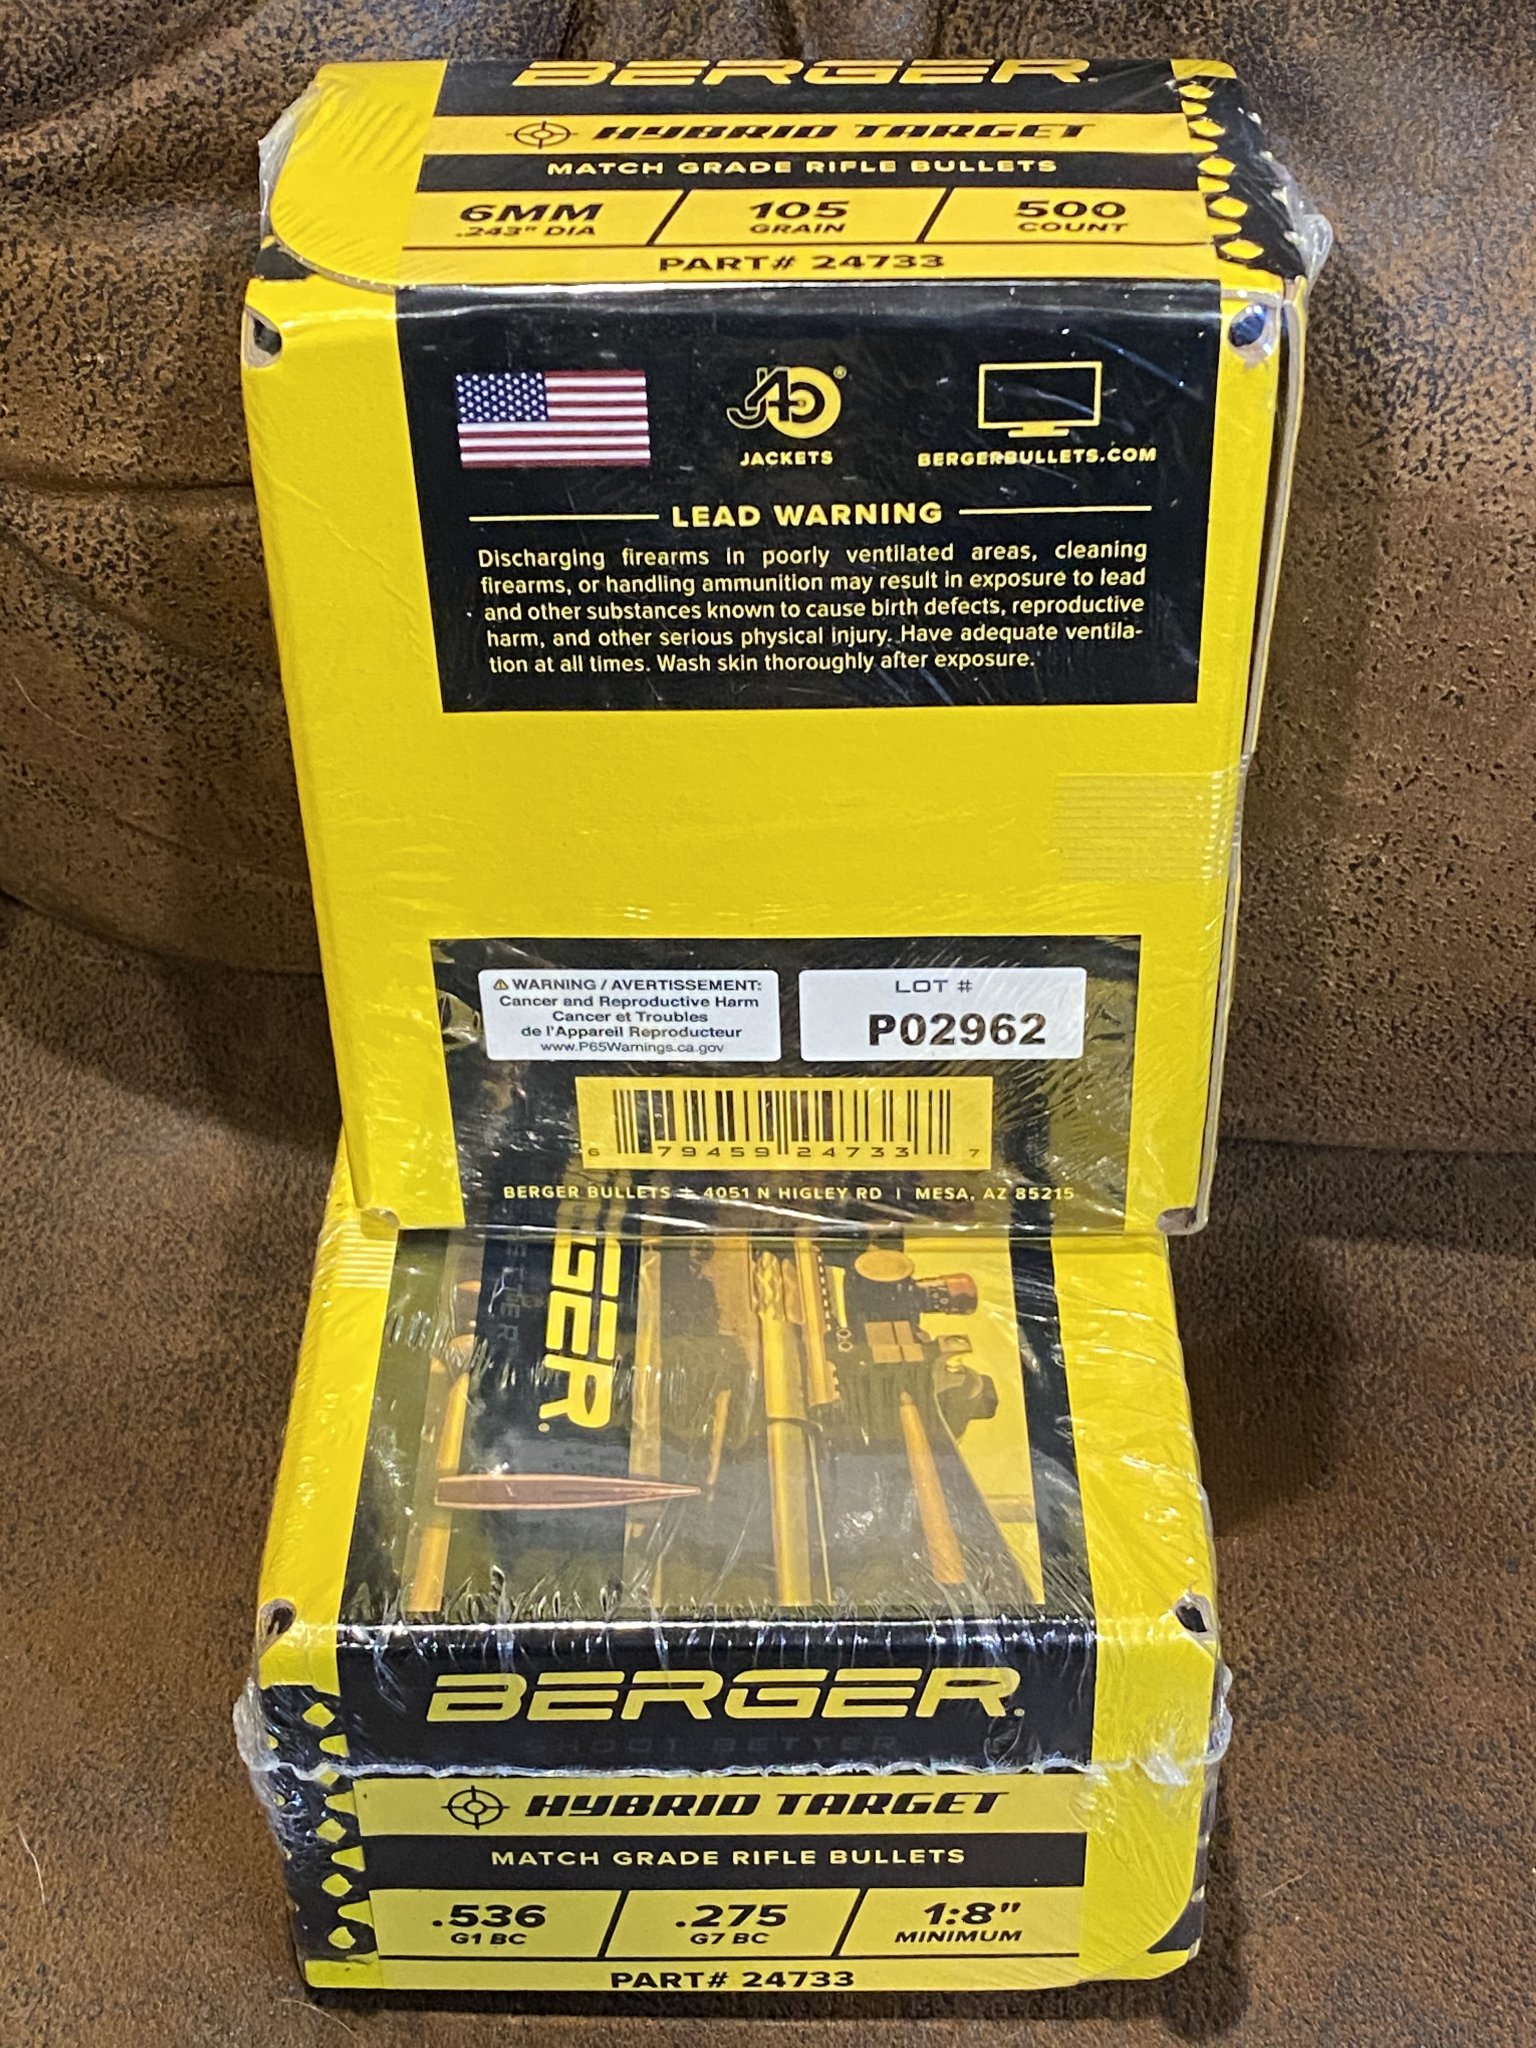 BERGER
HYBRID TARGET
MATCH GRADE RIFLE BULLETS
6MM 105 500
.243" DIA GRAIN COUNT
PART# 24733
JACKETS BERGERBULLETS.COM
LEAD WARNING
Discharging firearms in poorly ventilated areas, cleaning
firearms, or handling ammunition may result in exposure to lead
and other substances known to cause birth defects, reproductive
harm, and other serious physical injury. Have adequate ventila-
tion at all times. Wash skin thoroughly after exposure.
WARNING / AVERTISSEMENT:
Cancer and Reproductive Harm
Cancer et Troubles
de l'Appareil Reproducteur
www.P65Warnings.ca.gov
LOT #
P02962
6 79459 24733 7
BERGER BULLETS 4051 N HIGLEY RD | MESA, AZ 85215
BERGER
HYBRID TARGET
MATCH GRADE RIFLE BULLETS
.536 .275 1:8"
G1 BC G7 BC MINIMUM
PART# 24733